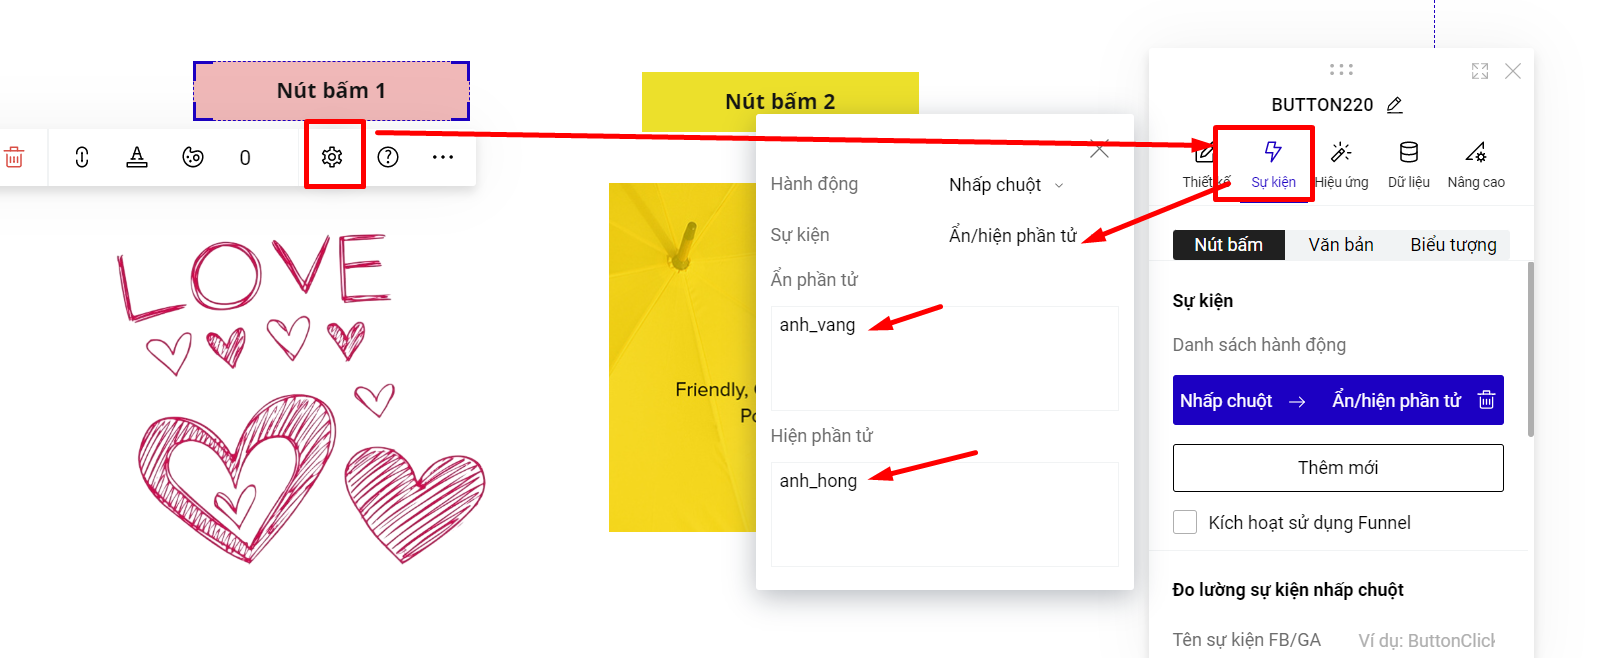 Nút bấm 1
0
LOVE
Nút bấm 2
Friendly,
Hành động
Nhấp chuột
Sự kiện
Ẩn/hiện phần tử
Ẩn phần tử
anh_vang
Hiện phần tử
anh_hong
BUTTON220
Thiết kế
Sự kiện
Hiệu ứng
Dữ liệu
Nâng cao
Nút bấm
Văn bản
Biểu tượng
Sự kiện
Danh sách hành động
Nhấp chuột → Ẩn/hiện phần tử
Thêm mới
Kích hoạt sử dụng Funnel
Đo lường sự kiện nhấp chuột
Tên sự kiện FB/GA
Ví dụ: ButtonClick